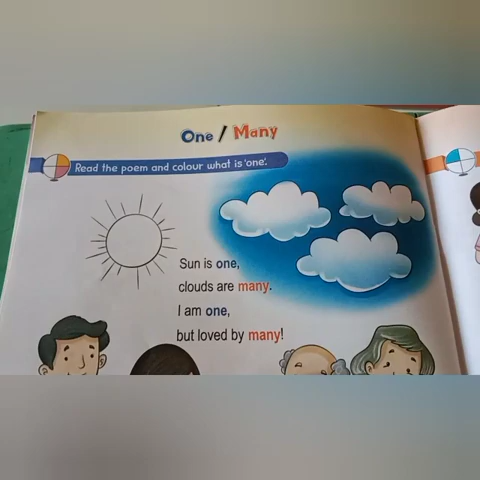 One / Many
Read the poem and colour what is 'one'.
Sun is one,
clouds are many.
I am one,
but loved by many!